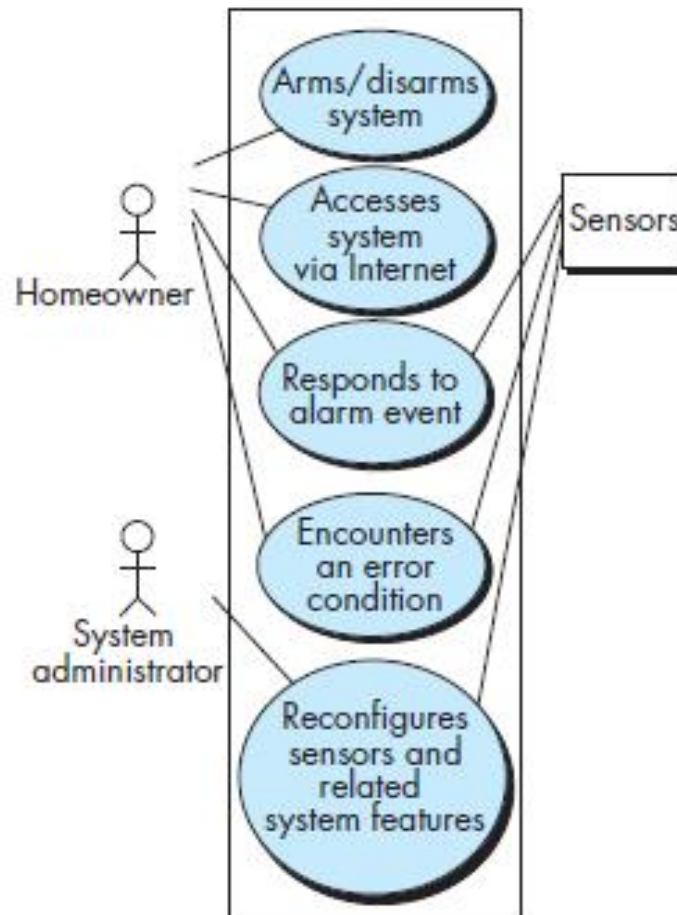 Arms/disarms
system
Accesses
system
via Internet
Sensors
Homeowner
Responds to
alarm event
Encounters
an error
condition
System
administrator
Reconfigures
sensors and
related
system features